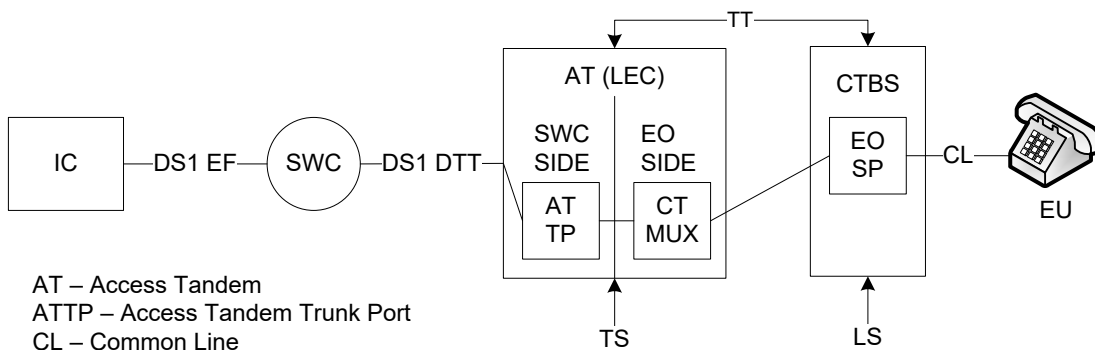 TT
AT (LEC)
CTBS
SWC
SIDE
EO
SIDE
IC
DS1 EF
SWC
DS1 DTT
AT
TP
CT
MUX
EO
SP
CL
EU
AT – Access Tandem
ATTP – Access Tandem Trunk Port
CL – Common Line
TS
LS